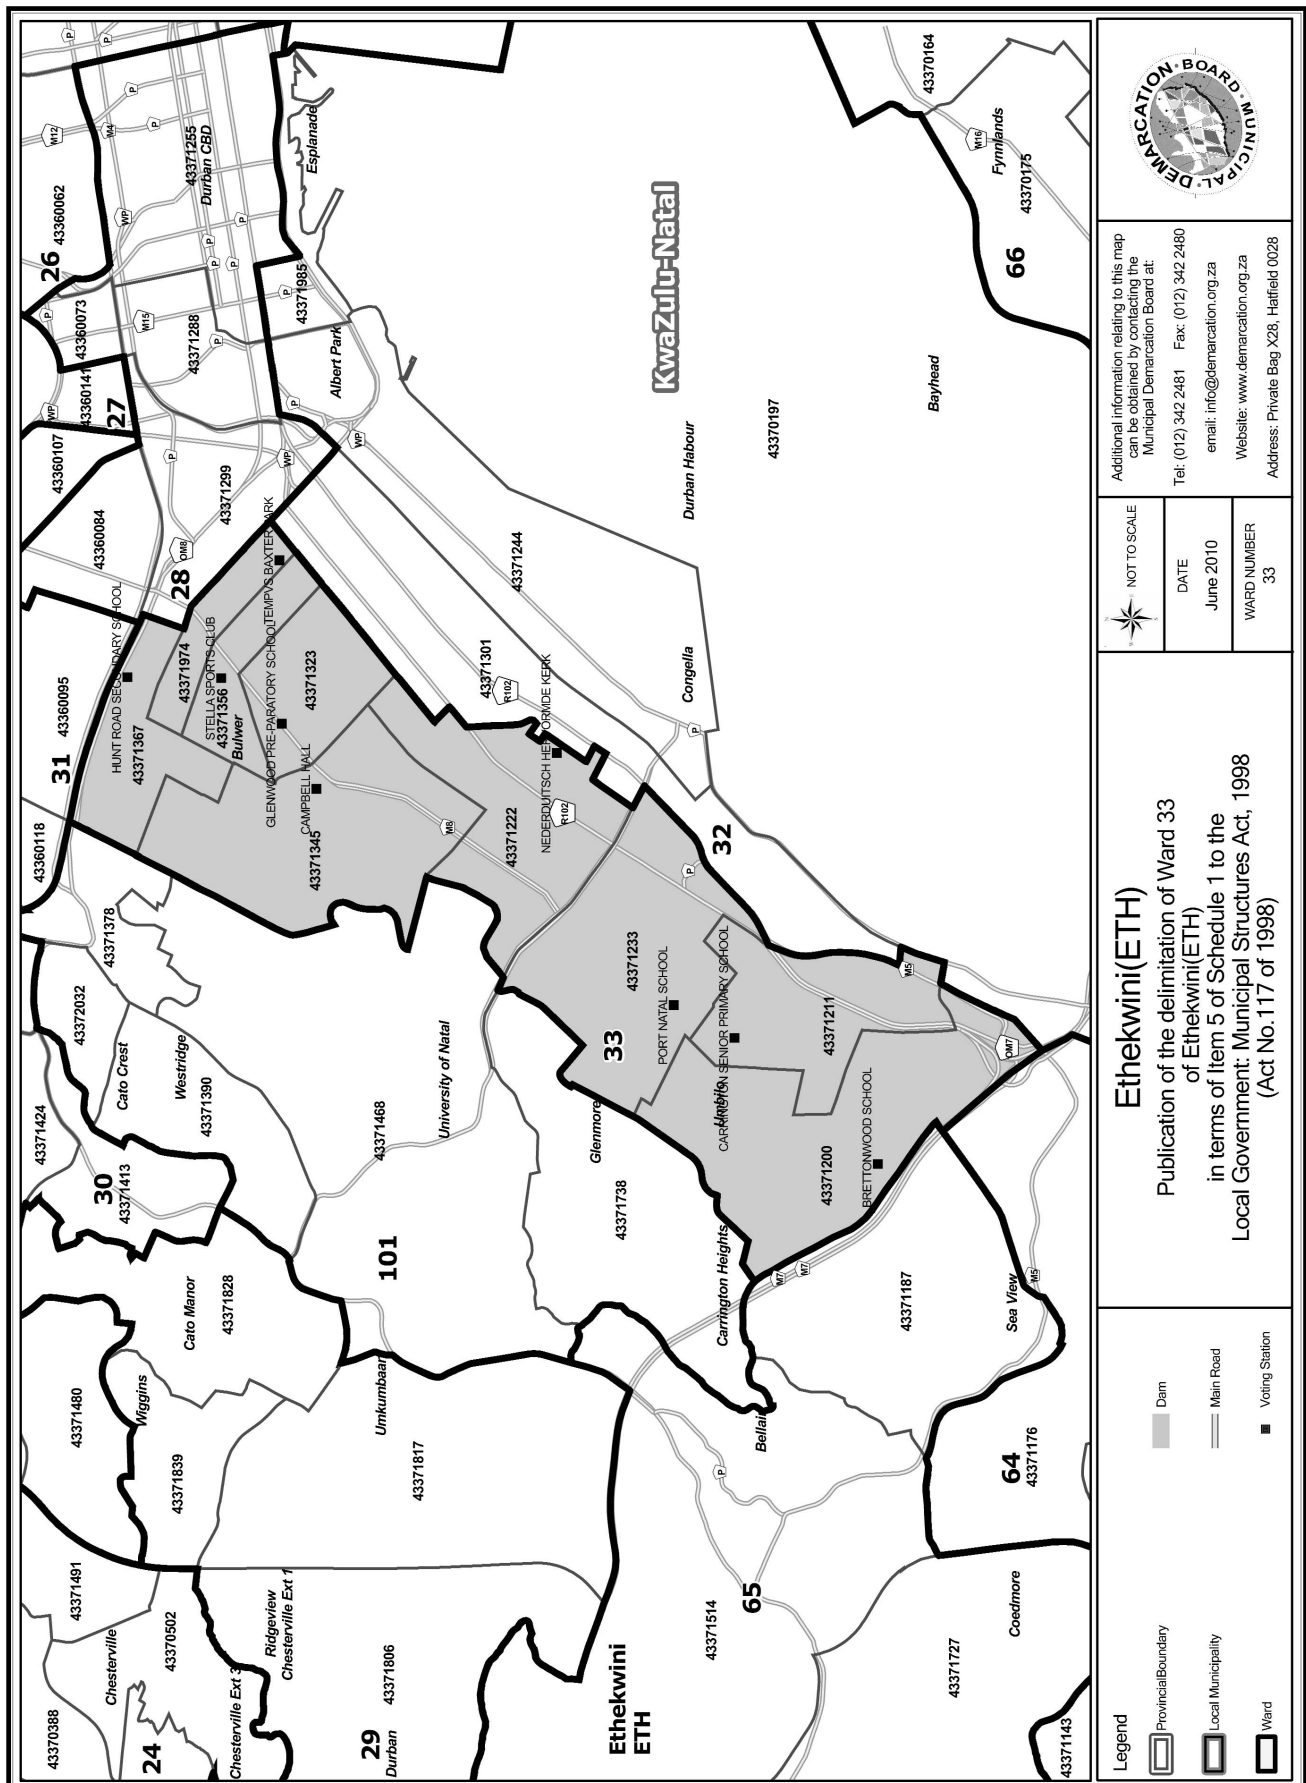 43370388
Chesterville
43371491
43370502
24
Chesterville Ext 3
Ridgeview
Chesterville Ext 1
43371806
29
Durban
Ethekwini
ETH
43371514
65
43371727
Coedmore
43371143
43371480
Wiggins
43371839
Cato Manor
43371828
Umkumbaan
43371817
P
Bellair
64
43371176
43371424
30
43371413
Cato Crest
43372032
Westridge
43371390
43371378
101
43371468
University of Natal
Glenmore
43371738
Carrington Heights
M7
M7
43371187
Sea View
M5
43360118
31
43360095
HUNT ROAD SECONDARY SCHOOL
43371367
43371974
STELLA SPORTS CLUB
43371356
Bulwer
GLENWOOD PRE-PARATORY SCHOOL
TEMPVS BAXTER PARK
43371323
CAMPBELL HALL
43371345
M8
43371222
NEDERDUITSCH HERVORMDE KERK
R102
43371301
R102
33
43371233
PORT NATAL SCHOOL
CARRINGTON SENIOR PRIMARY SCHOOL
Umbilo
43371211
43371200
BRETTONWOOD SCHOOL
M5
OM7
P
32
P
Congella
43371244
Durban Habour
43370197
Bayhead
KwaZulu-Natal
43360084
28
OM8
43371299
43360107
27
43360141
WP
43360073
26
43360062
M12
P
P
P
M4
P
P
WP
M15
43371288
P
P
P
P
P
43371255
Durban CBD
Esplanade
43371985
P
Albert Park
P
WP
WP
66
43370175
Fynnlands
M16
43370164
Legend
ProvincialBoundary
Local Municipality
Ward
Dam
Main Road
Voting Station
Ethekwini(ETH)
Publication of the delimitation of Ward 33
of Ethekwini(ETH)
in terms of Item 5 of Schedule 1 to the
Local Government: Municipal Structures Act, 1998
(Act No.117 of 1998)
N
S
NOT TO SCALE
DATE
June 2010
WARD NUMBER
33
Additional information relating to this map
can be obtained by contacting the
Municipal Demarcation Board at:
Tel: (012) 342 2481 Fax: (012) 342 2480
email: info@demarcation.org.za
Website: www.demarcation.org.za
Address: Private Bag X28, Hatfield 0028
MUNICIPAL • DEMARCATION • BOARD •